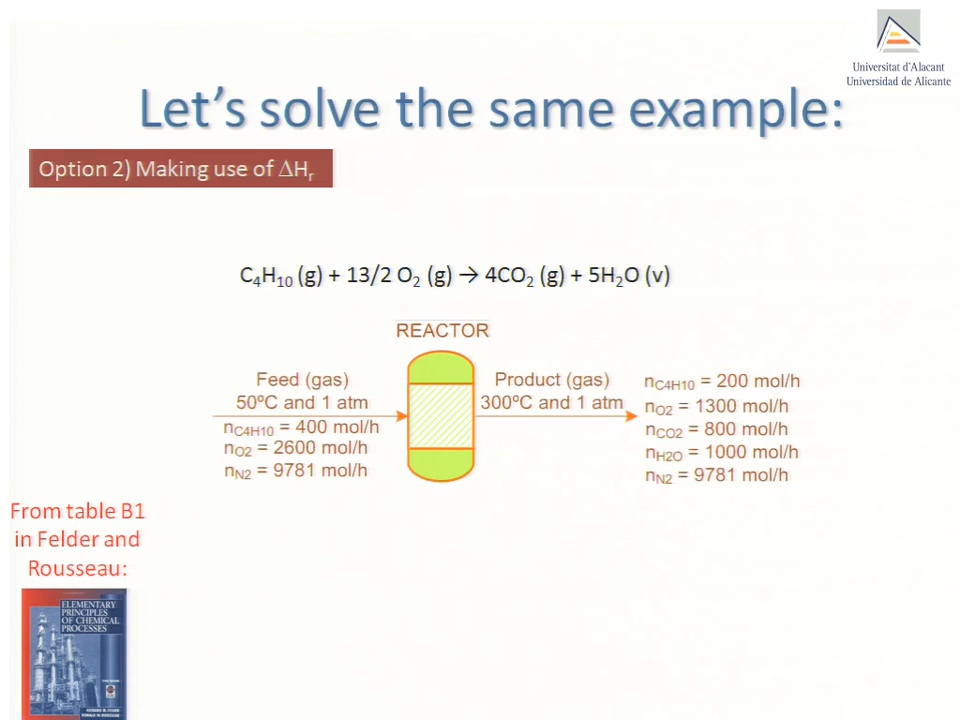 Universitat d'Alacant
Universidad de Alicante
Let's solve the same example:
Option 2) Making use of ΔHr
C4H10 (g) + 13/2 O2 (g) → 4CO2 (g) + 5H2O (v)
REACTOR
Feed (gas)
50ºC and 1 atm
nC4H10 = 400 mol/h
nO2 = 2600 mol/h
nN2 = 9781 mol/h
Product (gas)
300ºC and 1 atm
nC4H10 = 200 mol/h
nO2 = 1300 mol/h
nCO2 = 800 mol/h
nH2O = 1000 mol/h
nN2 = 9781 mol/h
From table B1
in Felder and
Rousseau:
ELEMENTARY
PRINCIPLES
OF CHEMICAL
PROCESSES